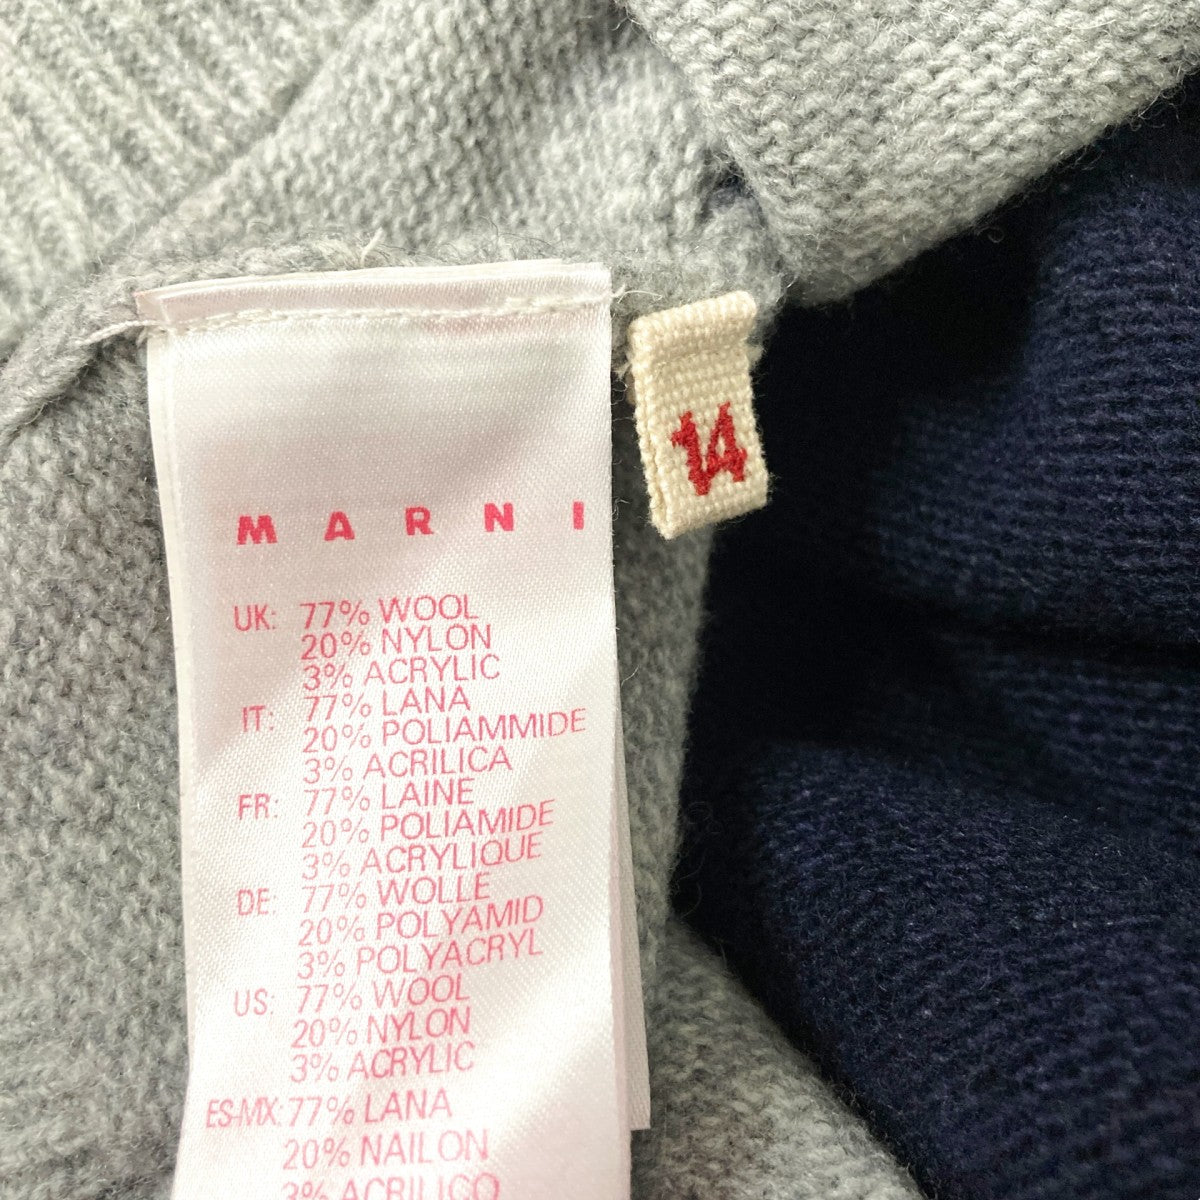 14
MARNI
UK: 77% WOOL
20% NYLON
3% ACRYLIC
IT: 77% LANA
20% POLIAMMIDE
3% ACRILICA
FR: 77% LAINE
20% POLIAMIDE
3% ACRYLIQUE
DE: 77% WOLLE
20% POLYAMID
3% POLYACRYL
US: 77% WOOL
20% NYLON
3% ACRYLIC
ES-MX: 77% LANA
20% NAILON
3% ACRILICO